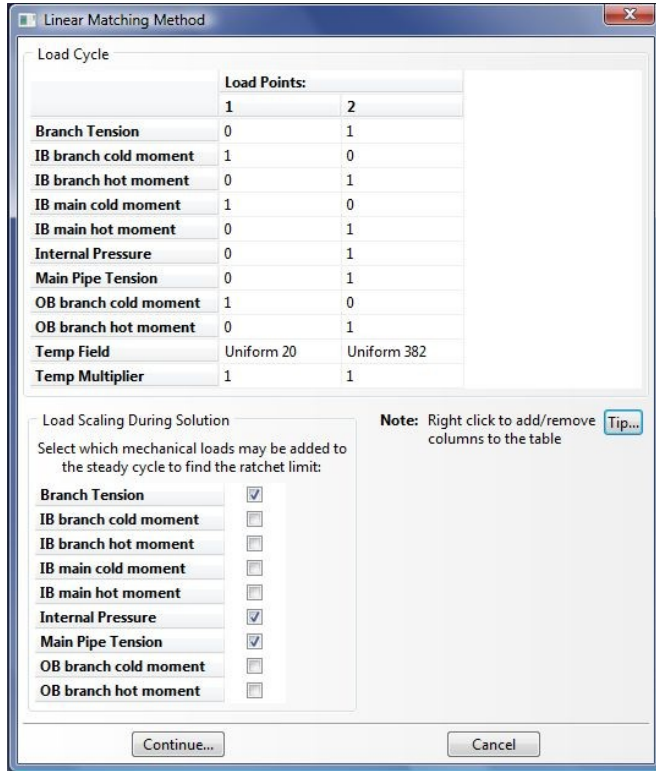 Linear Matching Method
Load Cycle
Load Points:
1 2
Branch Tension 0 1
IB branch cold moment 1 0
IB branch hot moment 0 1
IB main cold moment 1 0
IB main hot moment 0 1
Internal Pressure 0 1
Main Pipe Tension 0 1
OB branch cold moment 1 0
OB branch hot moment 0 1
Temp Field Uniform 20 Uniform 382
Temp Multiplier 1 1
Load Scaling During Solution
Select which mechanical loads may be added to
the steady cycle to find the ratchet limit:
Branch Tension
IB branch cold moment
IB branch hot moment
IB main cold moment
IB main hot moment
Internal Pressure
Main Pipe Tension
OB branch cold moment
OB branch hot moment
Note: Right click to add/remove
columns to the table
Tip...
Continue... Cancel